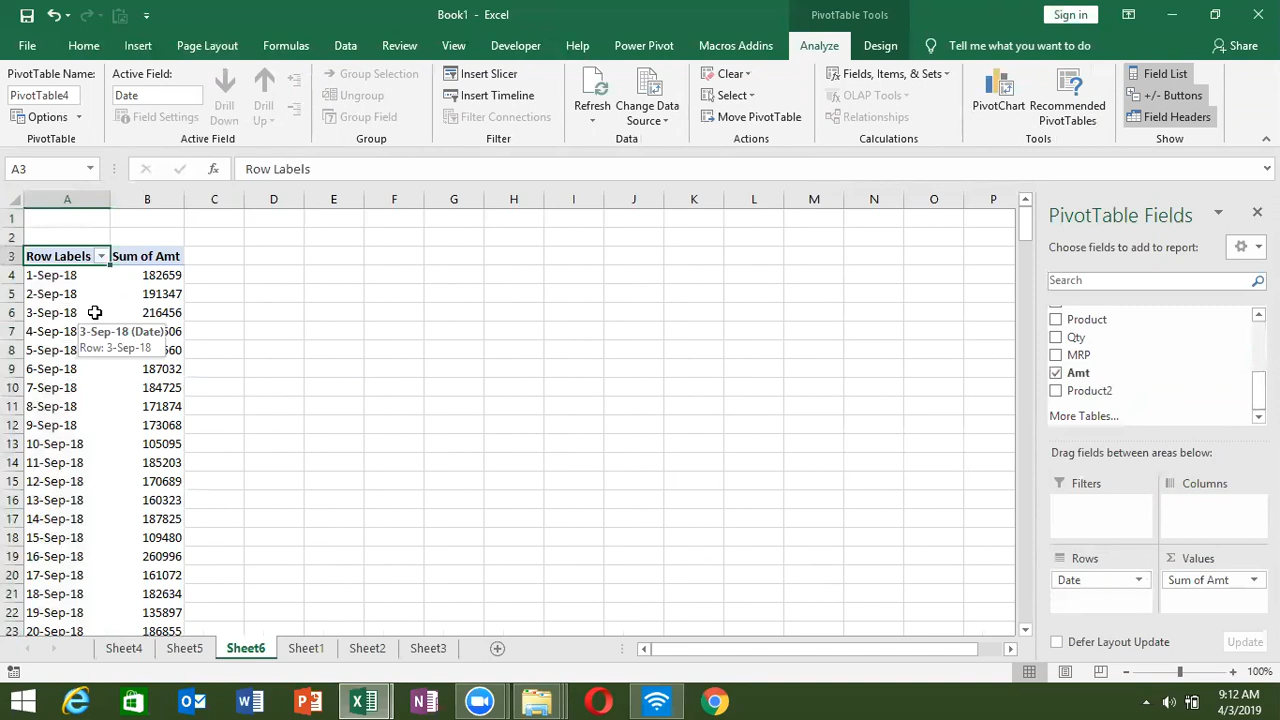 Book1 - Excel
PivotTable Tools
Sign in
File Home Insert Page Layout Formulas Data Review View Developer Help Power Pivot Macros Addins Analyze Design Tell me what you want to do Share
PivotTable Name:
PivotTable4
Options
PivotTable
Active Field:
Date
Field Settings
Drill Down
Drill Up
Active Field
Group Selection
Ungroup
Group Field
Group
Insert Slicer
Insert Timeline
Filter Connections
Filter
Refresh
Change Data Source
Data
Clear
Select
Move PivotTable
Actions
Fields, Items, & Sets
OLAP Tools
Relationships
Calculations
PivotChart
Recommended PivotTables
Tools
Field List
+/- Buttons
Field Headers
Show
A3
fx
Row Labels
A B C D E F G H I J K L M N O P
1
2
3 Row Labels Sum of Amt
4 1-Sep-18 182659
5 2-Sep-18 191347
6 3-Sep-18 216456
7 4-Sep-18 506
3-Sep-18 (Date)
Row: 3-Sep-18
8 5-Sep-18 560
9 6-Sep-18 187032
10 7-Sep-18 184725
11 8-Sep-18 171874
12 9-Sep-18 173068
13 10-Sep-18 105095
14 11-Sep-18 185203
15 12-Sep-18 170689
16 13-Sep-18 160323
17 14-Sep-18 187825
18 15-Sep-18 109480
19 16-Sep-18 260996
20 17-Sep-18 161072
21 18-Sep-18 182634
22 19-Sep-18 135897
23 20-Sep-18 186855
PivotTable Fields
Choose fields to add to report:
Search
Product
Qty
MRP
Amt
Product2
More Tables...
Drag fields between areas below:
Filters
Columns
Rows
Date
Σ Values
Sum of Amt
Defer Layout Update
Update
Sheet4 Sheet5 Sheet6 Sheet1 Sheet2 Sheet3
100%
9:12 AM
4/3/2019